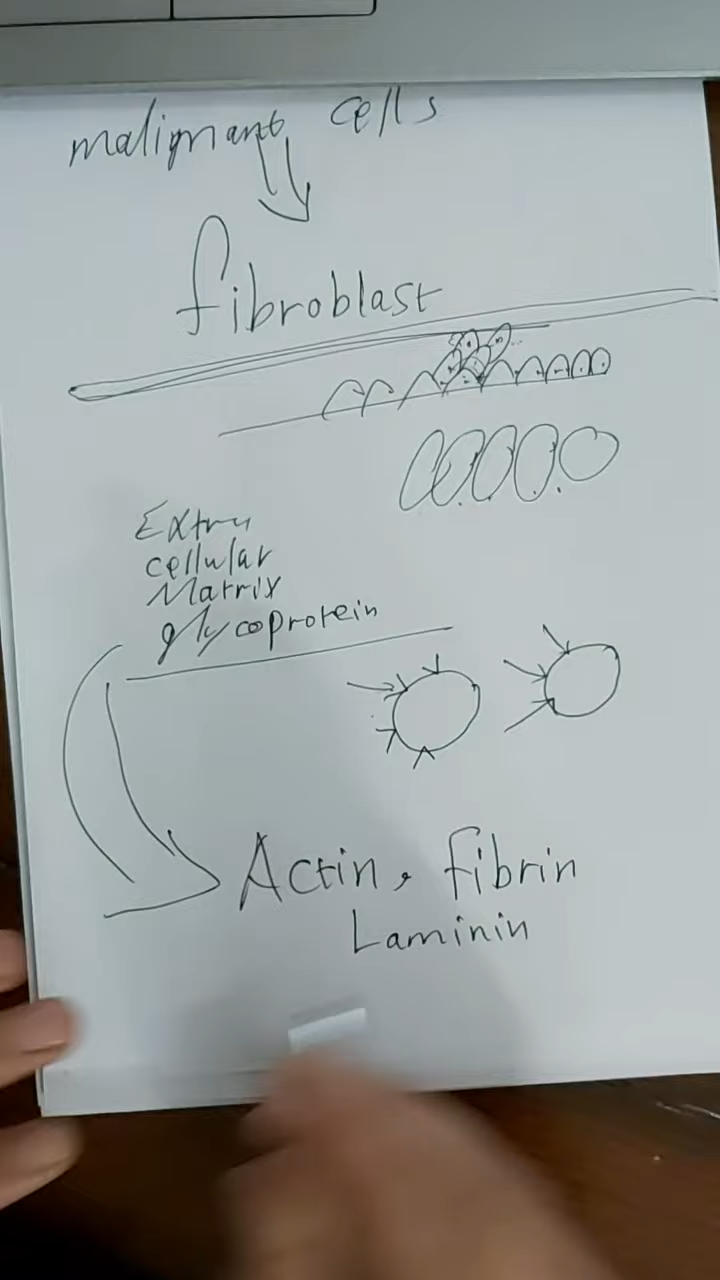 malignant cells
fibroblast
Extra
cellular
Matrix
glycoprotein
Actin, fibrin
Laminin